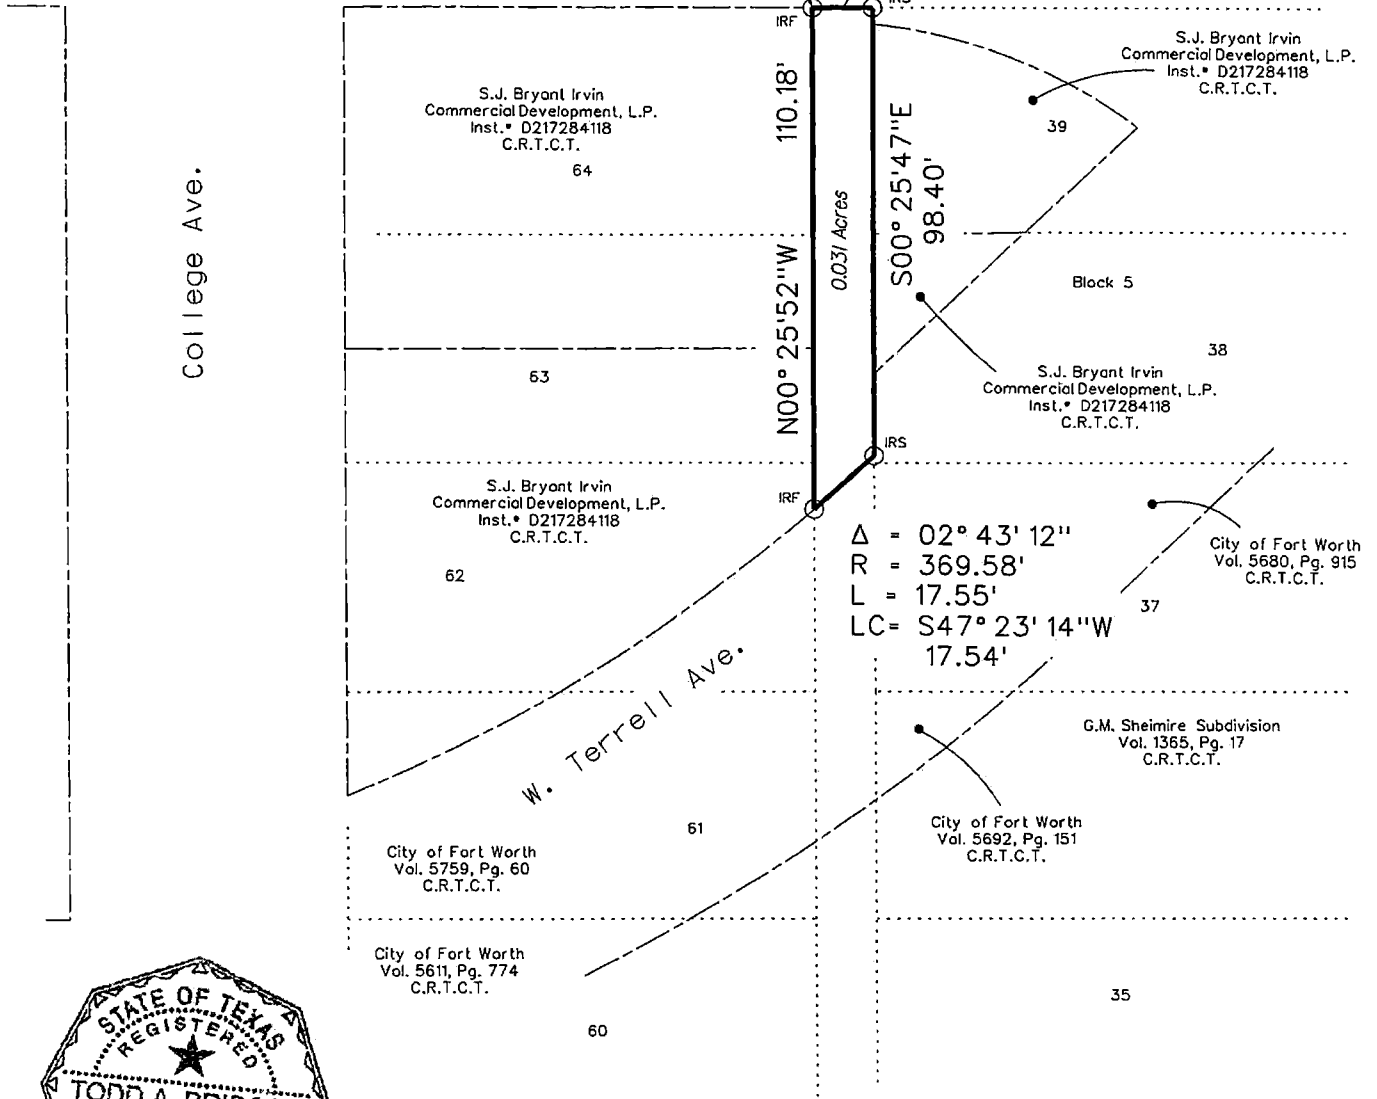 IRF
S.J. Bryant Irvin
Commercial Development, L.P.
Inst.# D217284118
C.R.T.C.T.
39
S.J. Bryant Irvin
Commercial Development, L.P.
Inst.# D217284118
C.R.T.C.T.
64
110.18'
N00°25'52"W
0.031 Acres
S00°25'47"E
98.40'
College Ave.
Block 5
38
63
S.J. Bryant Irvin
Commercial Development, L.P.
Inst.# D217284118
C.R.T.C.T.
IRS
IRF
S.J. Bryant Irvin
Commercial Development, L.P.
Inst.# D217284118
C.R.T.C.T.
62
Δ = 02°43'12"
R = 369.58'
L = 17.55'
LC= S47°23'14"W
17.54'
City of Fort Worth
Vol. 5680, Pg. 915
C.R.T.C.T.
37
W. Terrell Ave.
G.M. Sheimire Subdivision
Vol. 1365, Pg. 17
C.R.T.C.T.
61
City of Fort Worth
Vol. 5692, Pg. 151
C.R.T.C.T.
City of Fort Worth
Vol. 5759, Pg. 60
C.R.T.C.T.
City of Fort Worth
Vol. 5611, Pg. 774
C.R.T.C.T.
60
35
STATE OF TEXAS
REGISTERED
TODD A.